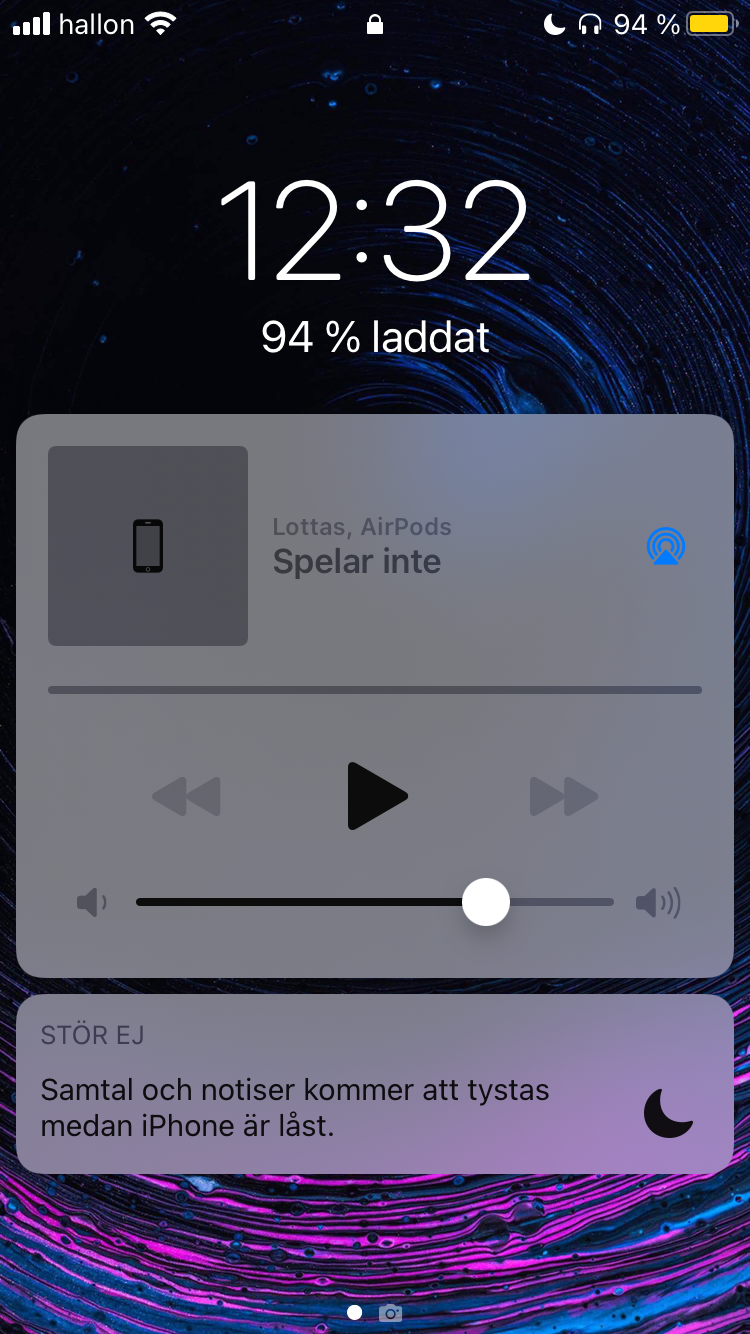 hallon 94 %
12:32
94 % laddat
Lottas, AirPods
Spelar inte
STÖR EJ
Samtal och notiser kommer att tystas
medan iPhone är låst.